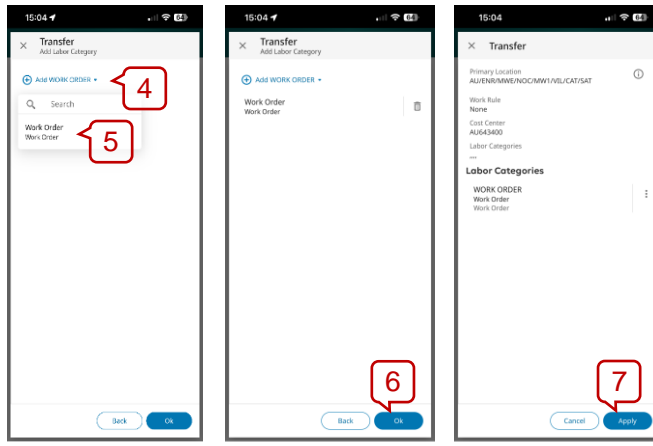 15:04
64
Transfer
Add Labor Category
Add WORK ORDER
4
Search
Work Order
Work Order
5
Back
Ok
15:04
64
Transfer
Add Labor Category
Add WORK ORDER
Work Order
Work Order
6
Back
Ok
15:04
64
Transfer
Primary Location
AU/ENR/MWE/NOC/MW1/VIL/CAT/SAT
Work Rule
None
Cost Center
AU643400
Labor Categories
---
Labor Categories
WORK ORDER
Work Order
Work Order
7
Cancel
Apply